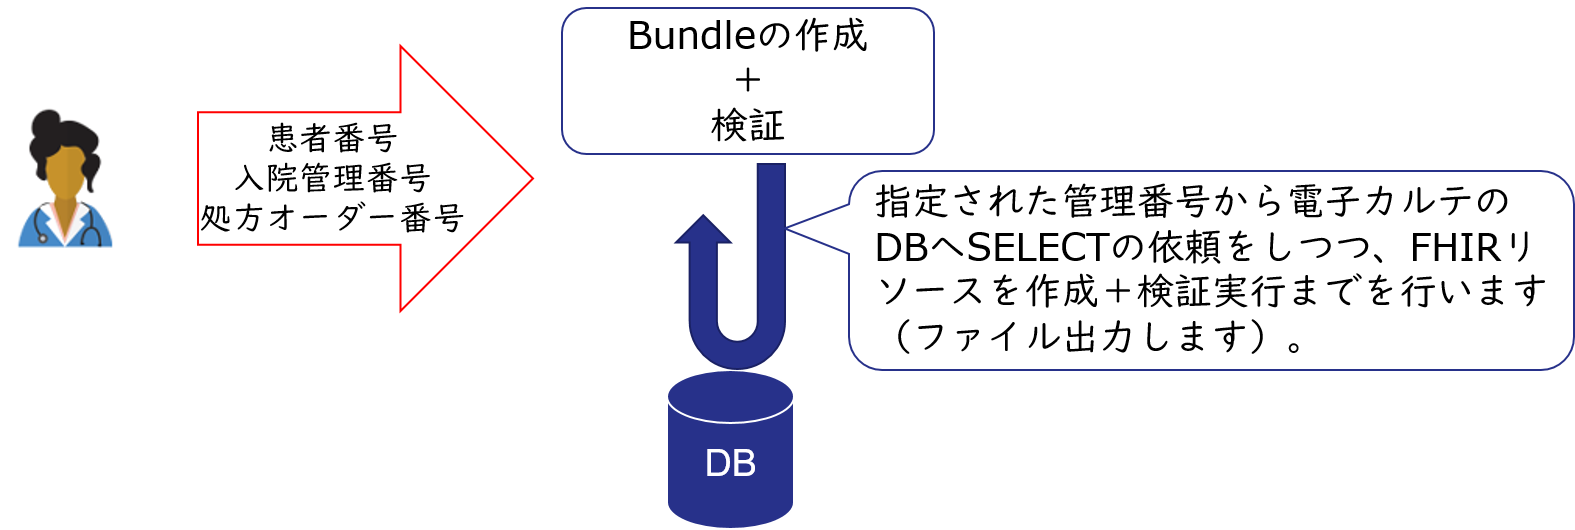 Bundleの作成
＋
検証
患者番号
入院管理番号
処方オーダー番号
指定された管理番号から電子カルテの
DBへSELECTの依頼をしつつ、FHIRリ
ソースを作成＋検証実行までを行います
（ファイル出力します）。
DB